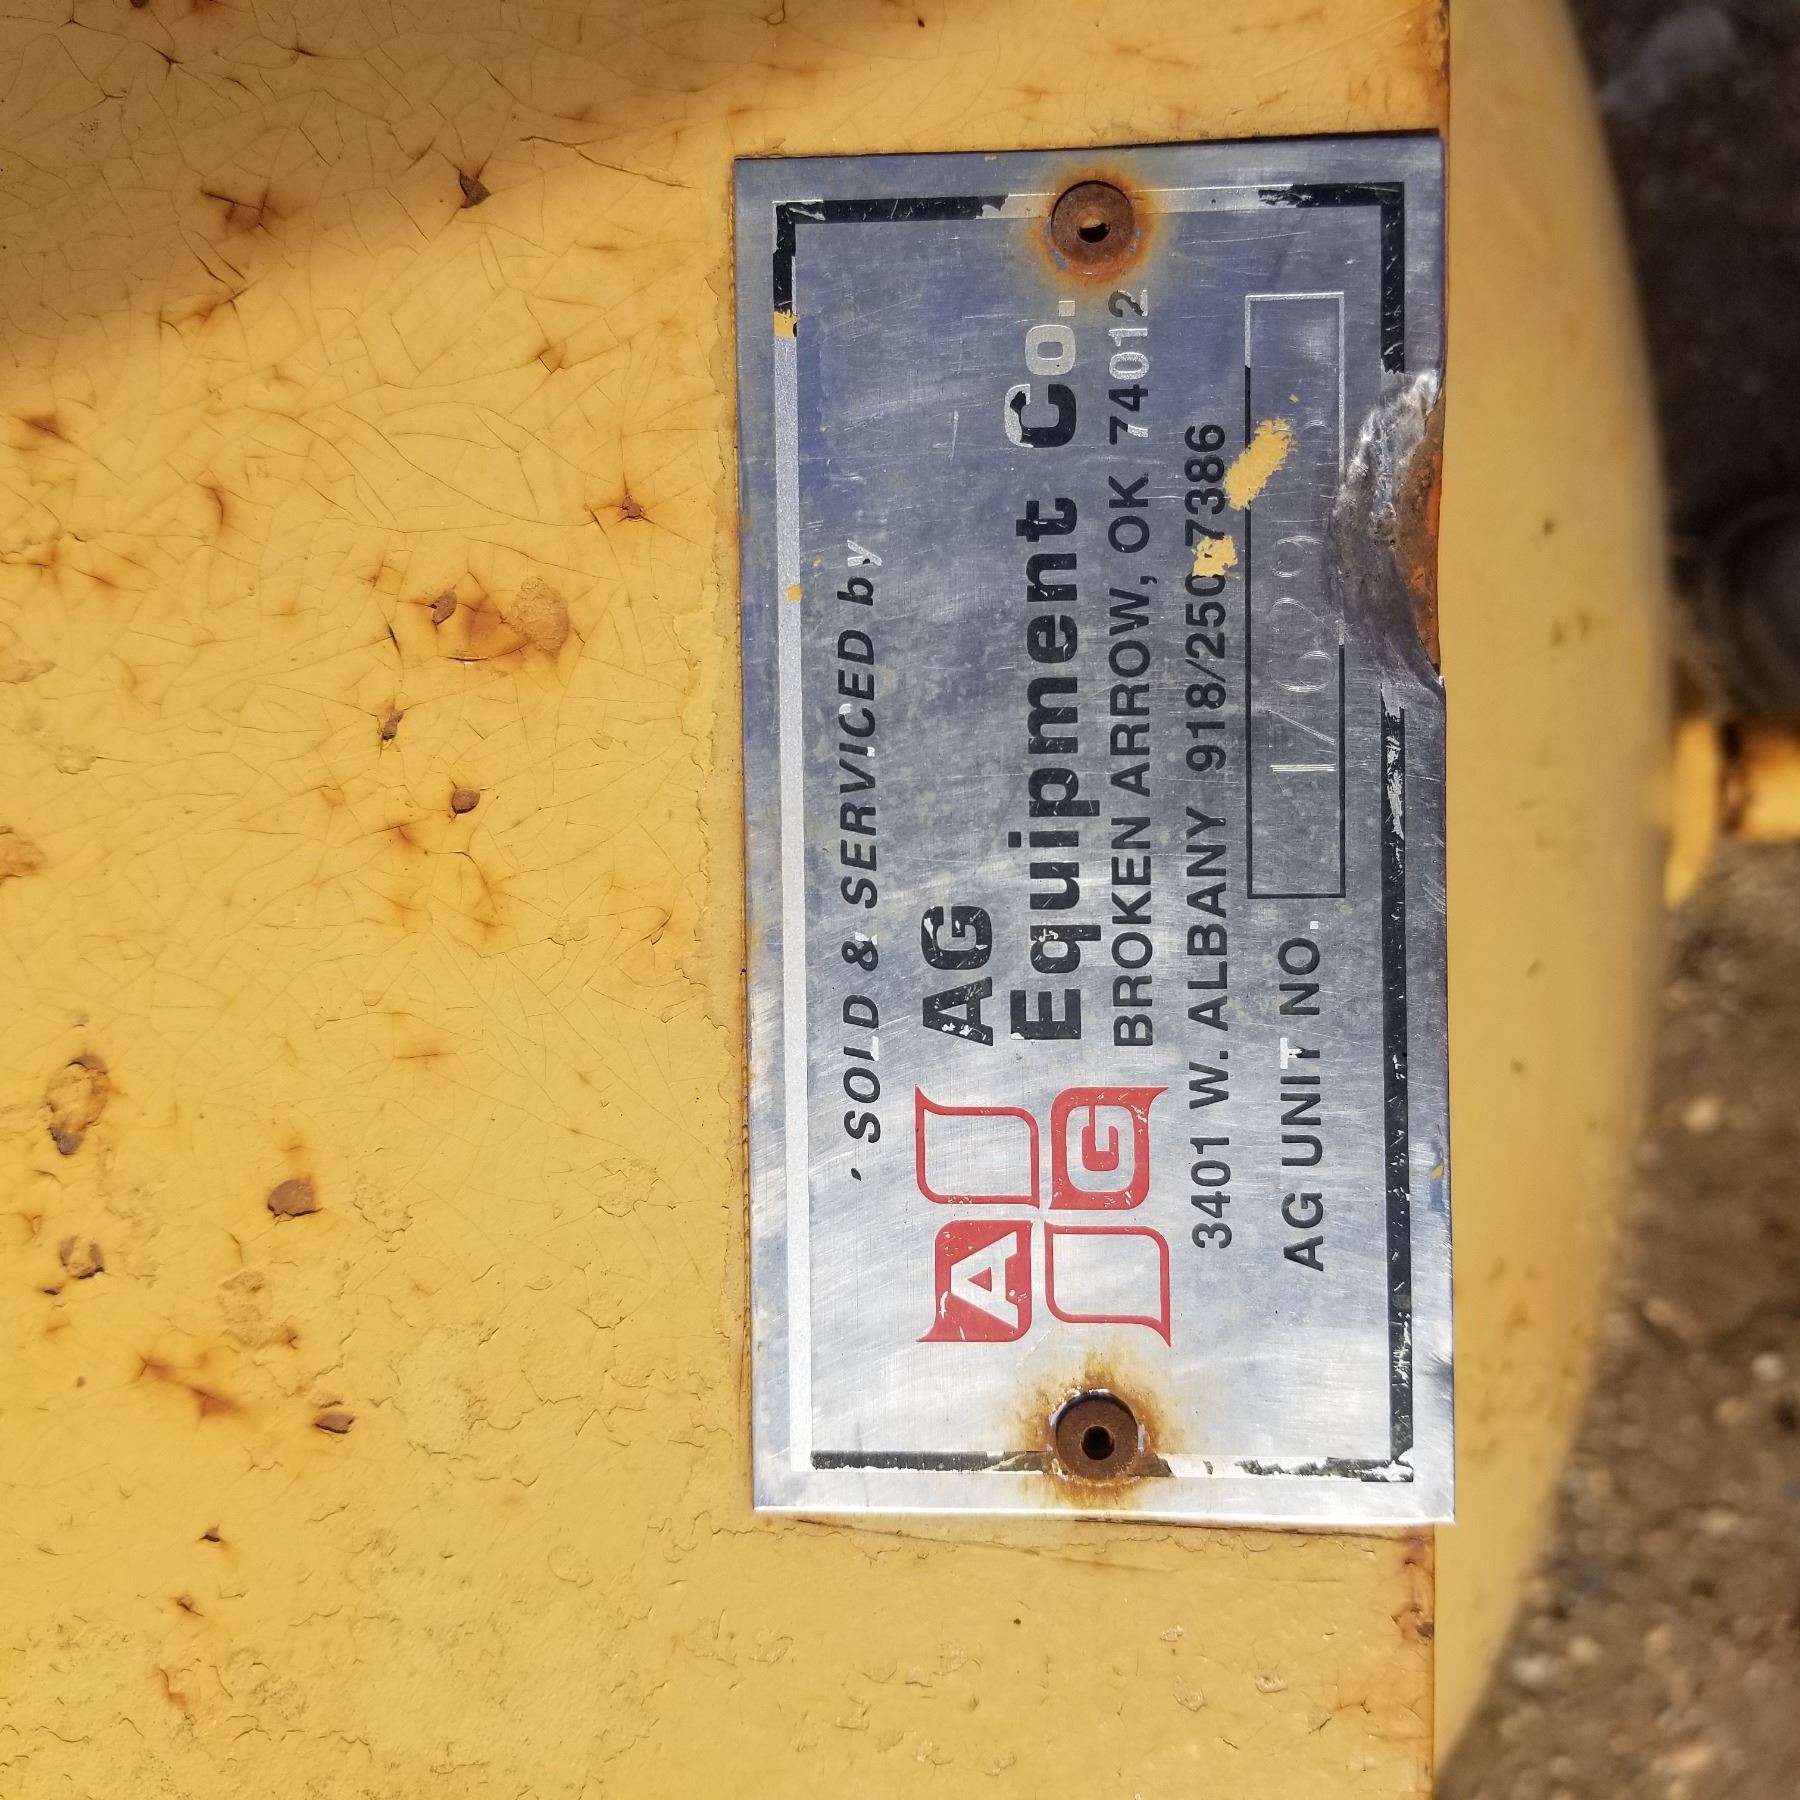 SOLD & SERVICED by
A G
AG
Equipment Co.
BROKEN ARROW, OK 74012
3401 W. ALBANY 918/250-7386
AG UNIT NO.